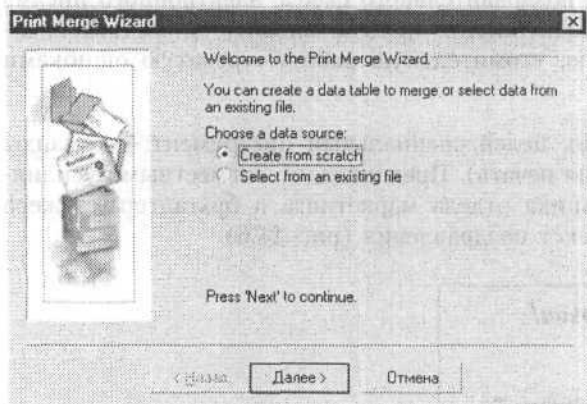 Print Merge Wizard
Welcome to the Print Merge Wizard.
You can create a data table to merge or select data from
an existing file.
Choose a data source:
Create from scratch
Select from an existing file
Press 'Next' to continue.
< Назад
Далее >
Отмена